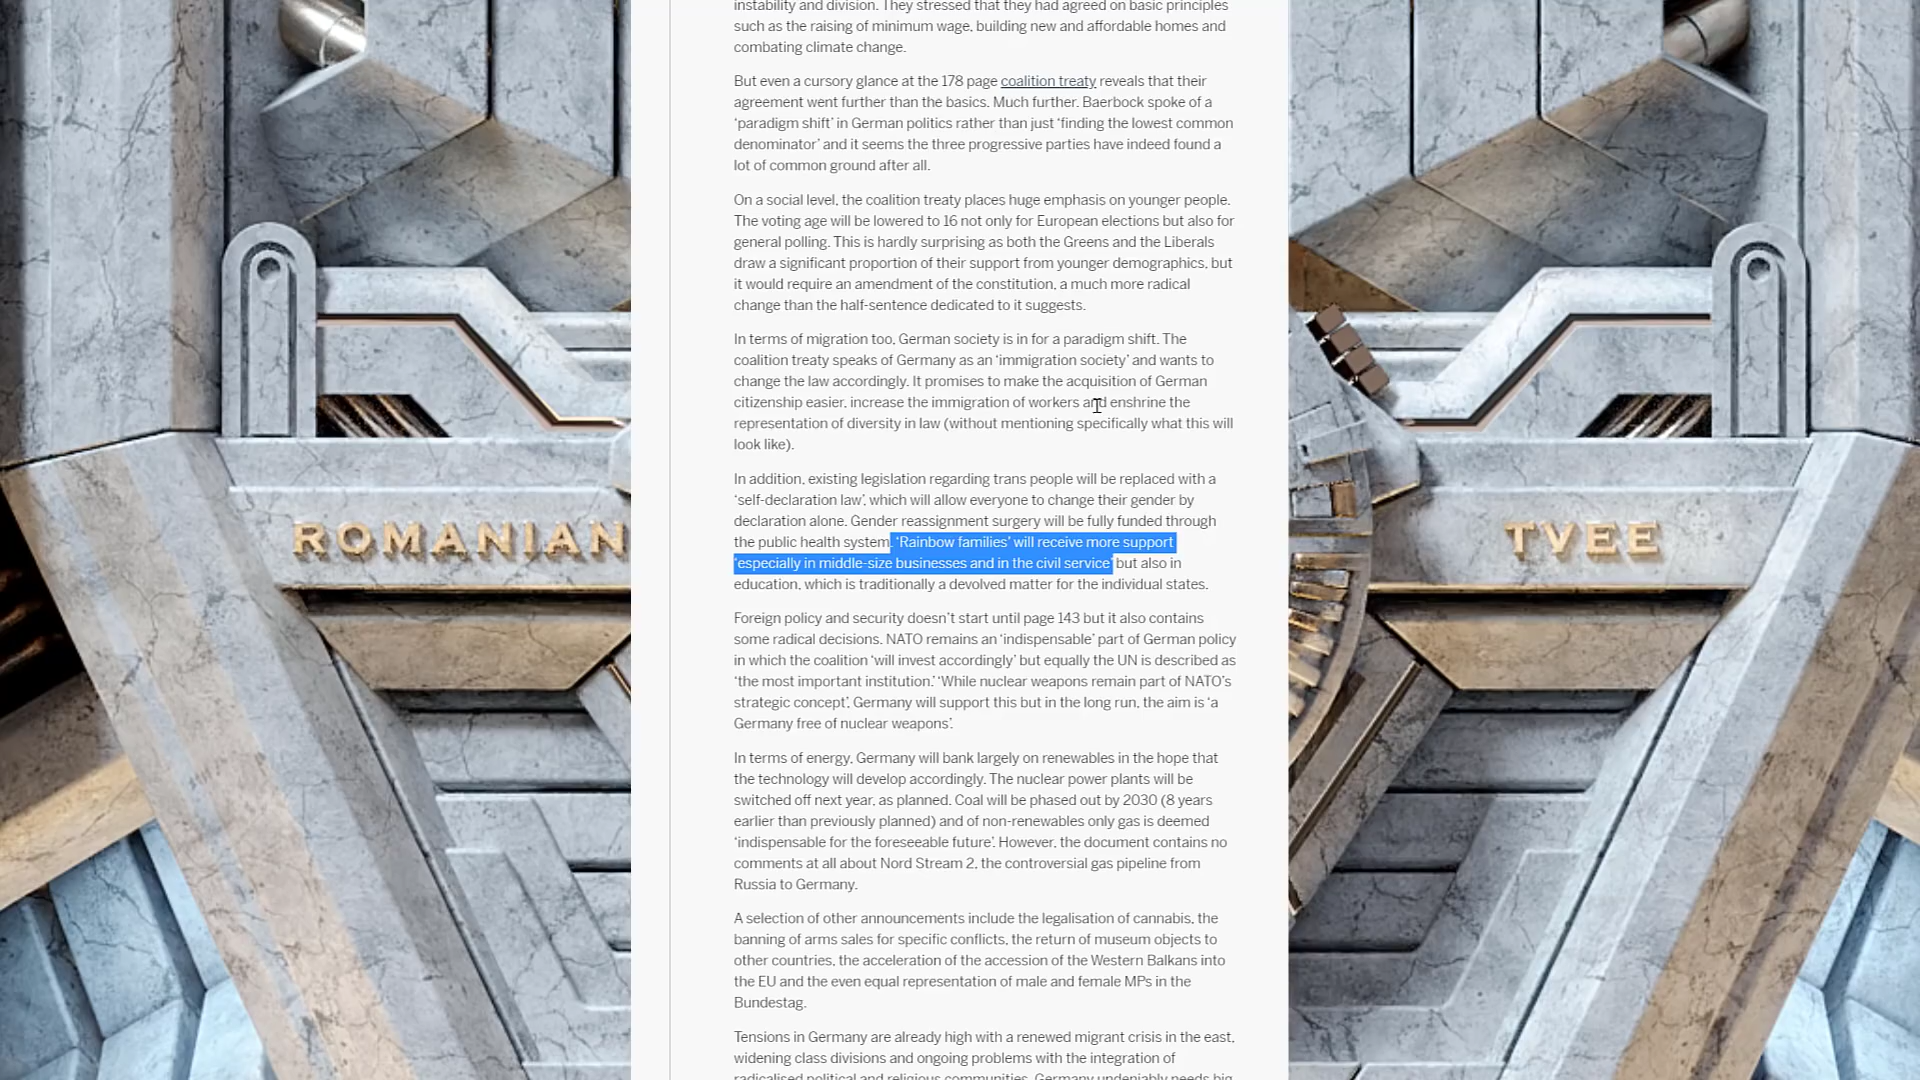 instability and division. They stressed that they had agreed on basic principles
such as the raising of minimum wage, building new and affordable homes and
combating climate change.
But even a cursory glance at the 178 page coalition treaty reveals that their
agreement went further than the basics. Much further. Baerbock spoke of a
‘paradigm shift’ in German politics rather than just ‘finding the lowest common
denominator’ and it seems the three progressive parties have indeed found a
lot of common ground after all.
On a social level, the coalition treaty places huge emphasis on younger people.
The voting age will be lowered to 16 not only for European elections but also for
general polling. This is hardly surprising as both the Greens and the Liberals
draw a significant proportion of their support from younger demographics, but
it would require an amendment of the constitution, a much more radical
change than the half-sentence dedicated to it suggests.
In terms of migration too, German society is in for a paradigm shift. The
coalition treaty speaks of Germany as an ‘immigration society’ and wants to
change the law accordingly. It promises to make the acquisition of German
citizenship easier, increase the immigration of workers and enshrine the
representation of diversity in law (without mentioning specifically what this will
look like).
In addition, existing legislation regarding trans people will be replaced with a
‘self-declaration law’, which will allow everyone to change their gender by
declaration alone. Gender reassignment surgery will be fully funded through
the public health system. ‘Rainbow families’ will receive more support
‘especially in middle-size businesses and in the civil service’ but also in
education, which is traditionally a devolved matter for the individual states.
Foreign policy and security doesn’t start until page 143 but it also contains
some radical decisions. NATO remains an ‘indispensable’ part of German policy
in which the coalition ‘will invest accordingly’ but equally the UN is described as
‘the most important institution.’ ‘While nuclear weapons remain part of NATO’s
strategic concept’, Germany will support this but in the long run, the aim is ‘a
Germany free of nuclear weapons’.
In terms of energy, Germany will bank largely on renewables in the hope that
the technology will develop accordingly. The nuclear power plants will be
switched off next year, as planned. Coal will be phased out by 2030 (8 years
earlier than previously planned) and of non-renewables only gas is deemed
‘indispensable for the foreseeable future’. However, the document contains no
comments at all about Nord Stream 2, the controversial gas pipeline from
Russia to Germany.
A selection of other announcements include the legalisation of cannabis, the
banning of arms sales for specific conflicts, the return of museum objects to
other countries, the acceleration of the accession of the Western Balkans into
the EU and the even equal representation of male and female MPs in the
Bundestag.
Tensions in Germany are already high with a renewed migrant crisis in the east,
widening class divisions and ongoing problems with the integration of
radicalised political and religious communities. Germany undeniably needs big
ROMANIAN
TVEE